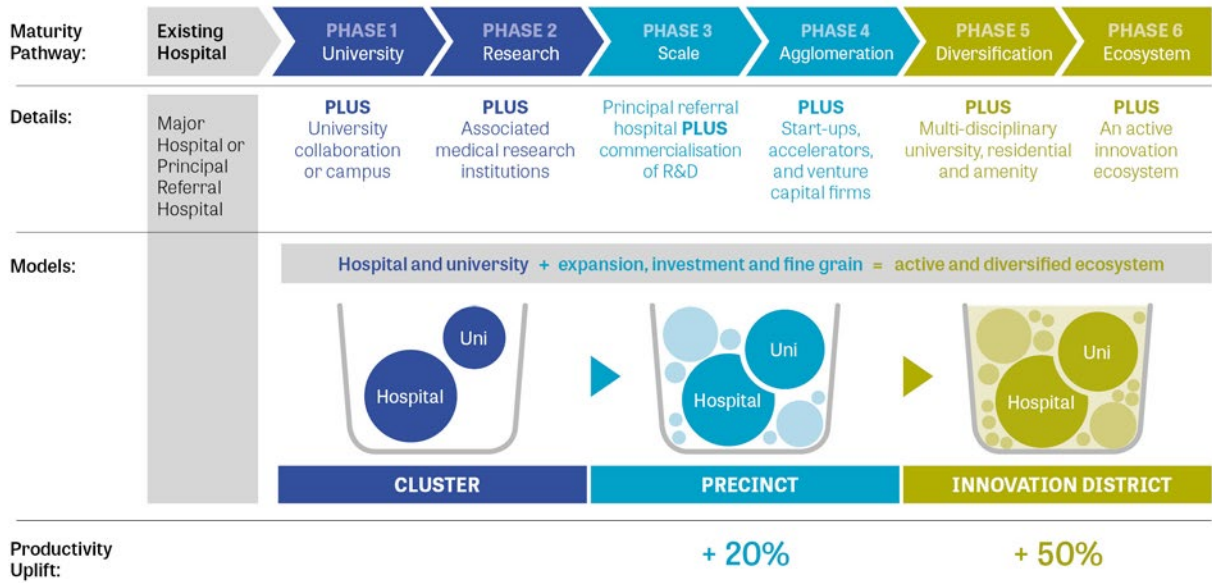 Maturity
Pathway:
Existing
Hospital
PHASE 1
University
PHASE 2
Research
PHASE 3
Scale
PHASE 4
Agglomeration
PHASE 5
Diversification
PHASE 6
Ecosystem
Details:
Major
Hospital or
Principal
Referral
Hospital
PLUS
University
collaboration
or campus
PLUS
Associated
medical research
institutions
Principal referral
hospital PLUS
commercialisation
of R&D
PLUS
Start-ups,
accelerators,
and venture
capital firms
PLUS
Multi-disciplinary
university, residential
and amenity
PLUS
An active
innovation
ecosystem
Models:
Hospital and university + expansion, investment and fine grain = active and diversified ecosystem
Uni
Hospital
Uni
Hospital
Uni
Hospital
CLUSTER
PRECINCT
INNOVATION DISTRICT
Productivity
Uplift:
+ 20%
+ 50%